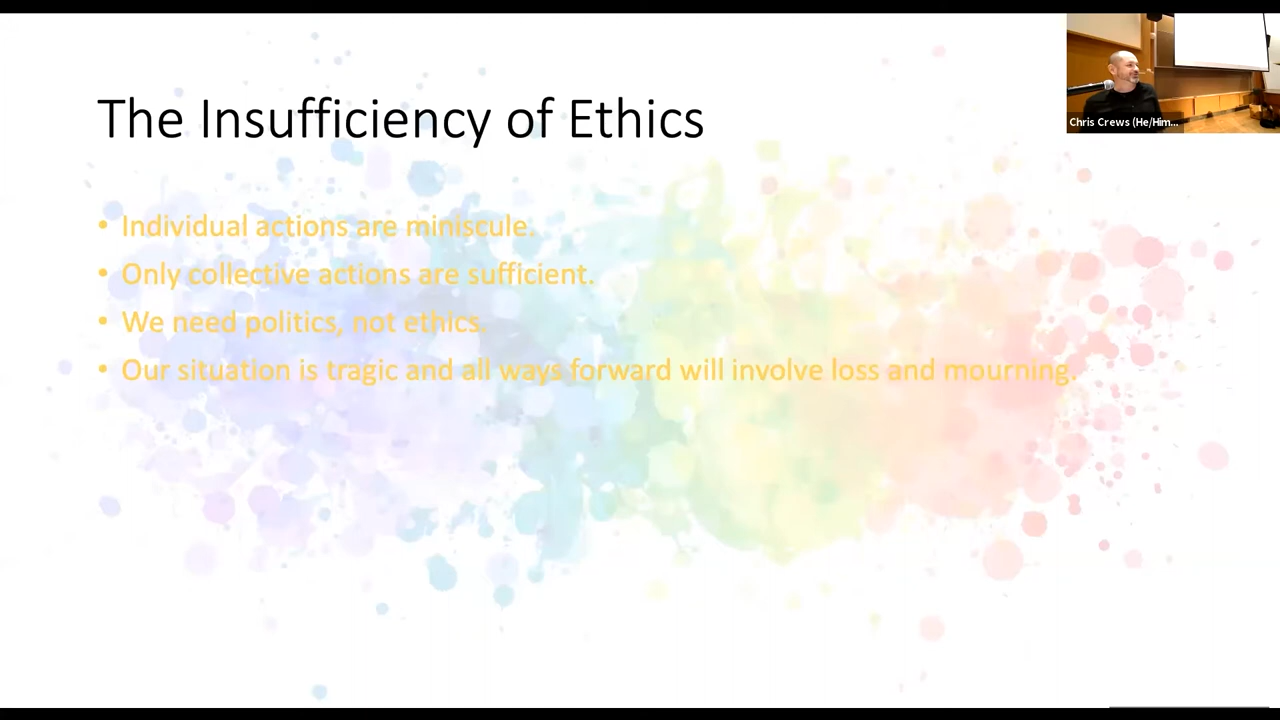 The Insufficiency of Ethics
• Individual actions are miniscule.
• Only collective actions are sufficient.
• We need politics, not ethics.
• Our situation is tragic and all ways forward will involve loss and mourning.
Chris Crews (He/Him...